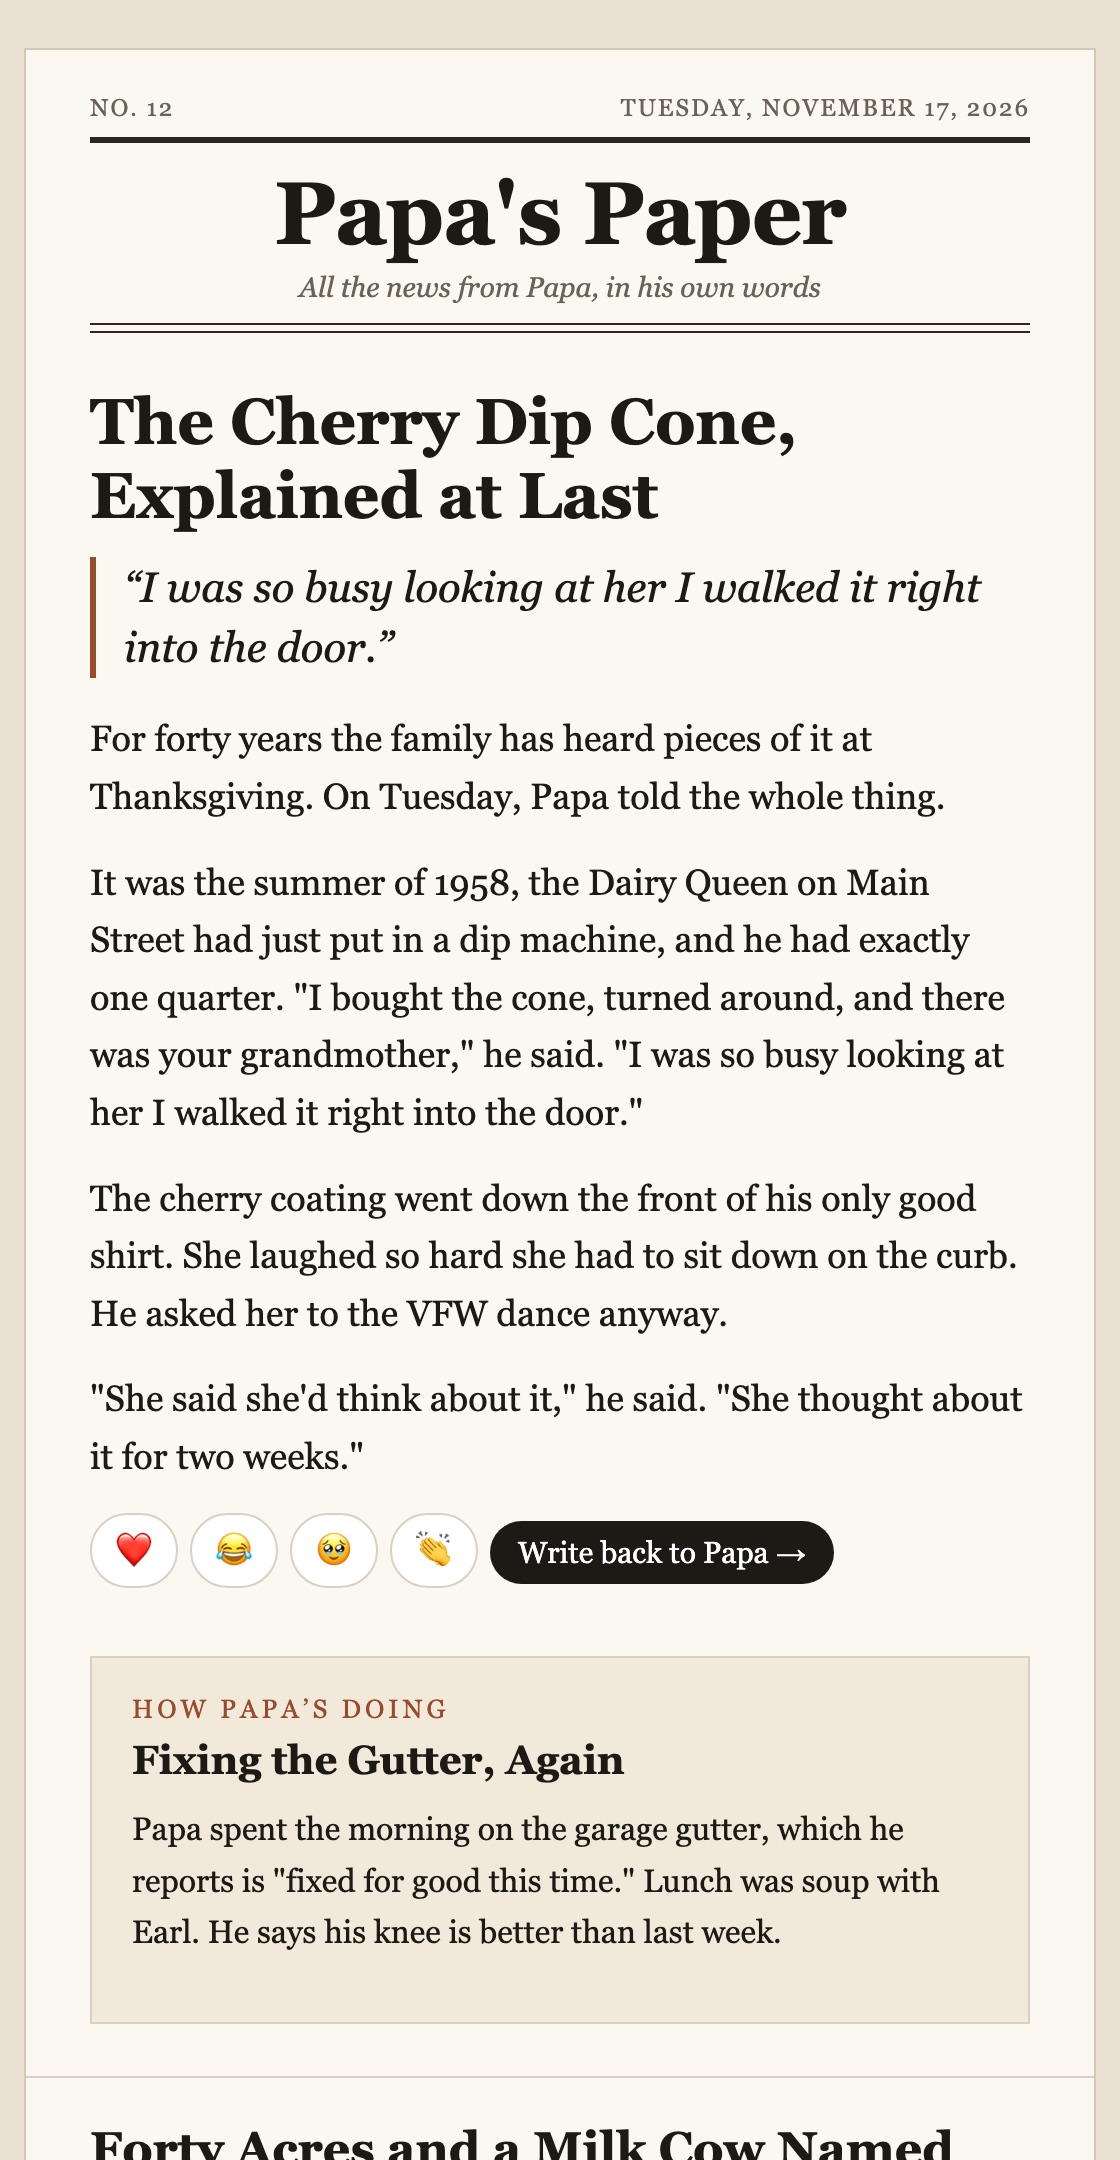 NO. 12
TUESDAY, NOVEMBER 17, 2026
Papa's Paper
All the news from Papa, in his own words
The Cherry Dip Cone,
Explained at Last
“I was so busy looking at her I walked it right
into the door.”
For forty years the family has heard pieces of it at
Thanksgiving. On Tuesday, Papa told the whole thing.
It was the summer of 1958, the Dairy Queen on Main
Street had just put in a dip machine, and he had exactly
one quarter. "I bought the cone, turned around, and there
was your grandmother," he said. "I was so busy looking at
her I walked it right into the door."
The cherry coating went down the front of his only good
shirt. She laughed so hard she had to sit down on the curb.
He asked her to the VFW dance anyway.
"She said she'd think about it," he said. "She thought about
it for two weeks."
Write back to Papa →
HOW PAPA’S DOING
Fixing the Gutter, Again
Papa spent the morning on the garage gutter, which he
reports is "fixed for good this time." Lunch was soup with
Earl. He says his knee is better than last week.
Forty Acres and a Milk Cow Named